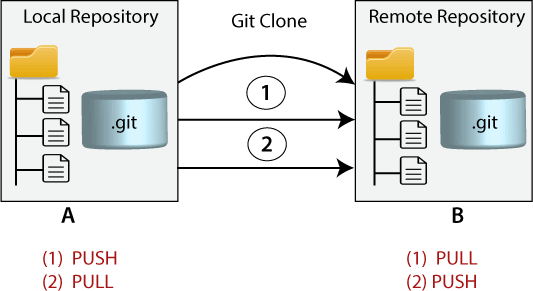 Local Repository
Git Clone
Remote Repository
.git
1
2
.git
A
B
(1) PUSH
(2) PULL
(1) PULL
(2) PUSH